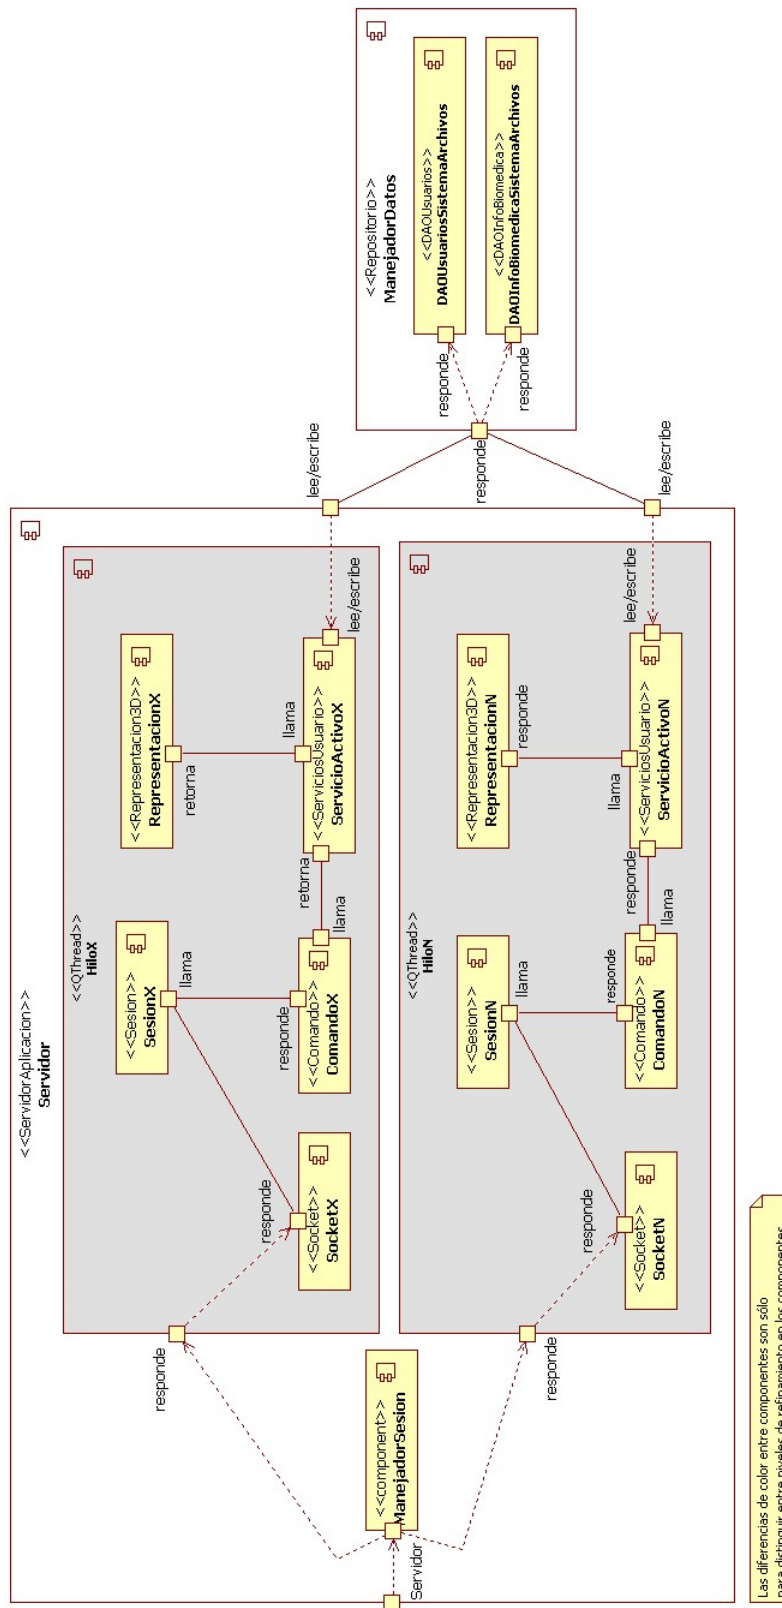 <<ServidorAplicacion>>
Servidor
Servidor
<<component>>
ManejadorSesion
responde
responde
<<QThread>>
HiloX
responde
<<Socket>>
SocketX
<<Sesion>>
SesionX
llama
responde
<<Comando>>
ComandoX
llama
retorna
<<Representacion3D>>
RepresentacionX
retorna
llama
<<ServiciosUsuario>>
ServicioActivoX
lee/escribe
lee/escribe
<<QThread>>
HiloN
responde
<<Socket>>
SocketN
<<Sesion>>
SesionN
llama
responde
<<Comando>>
ComandoN
llama
responde
<<Representacion3D>>
RepresentacionN
responde
llama
<<ServiciosUsuario>>
ServicioActivoN
lee/escribe
lee/escribe
<<Repositorio>>
ManejadorDatos
responde
responde
<<DAOUsuarios>>
DAOUsuariosSistemaArchivos
responde
<<DAOInfoBiomedica>>
DAOInfoBiomedicaSistemaArchivos
Las diferencias de color entre componentes son sólo
para distinguir entre niveles de refinamiento en los componentes